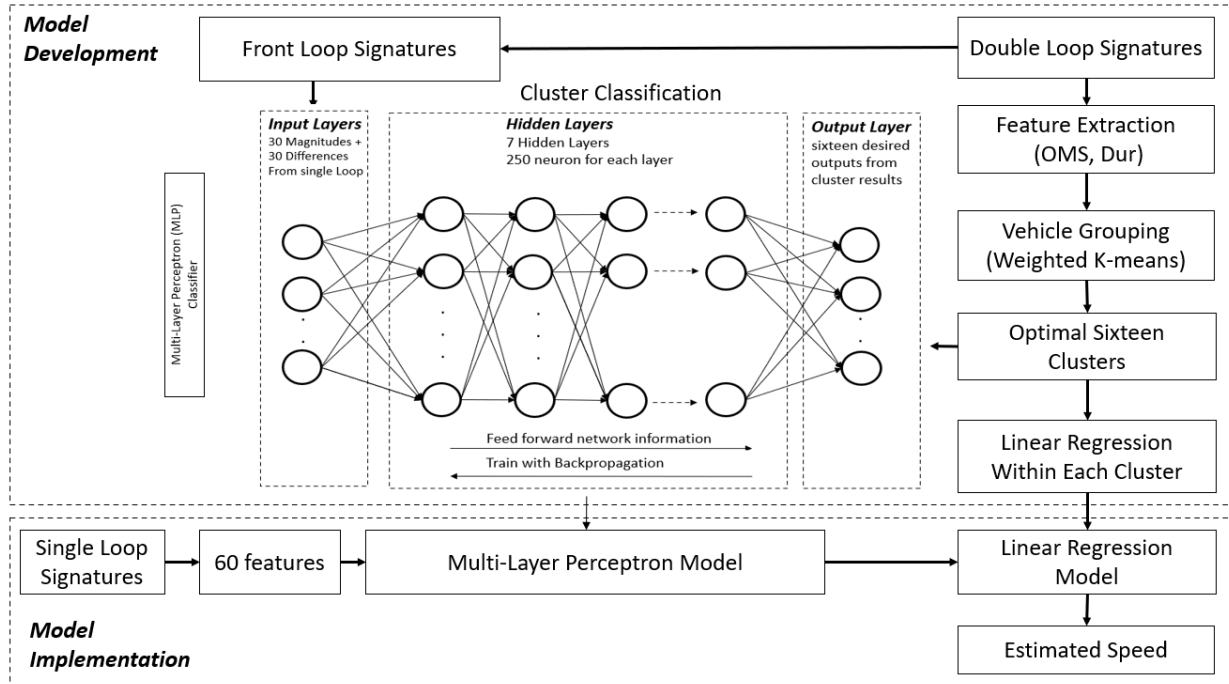 Model
Development
Front Loop Signatures
Double Loop Signatures
Cluster Classification
Input Layers
30 Magnitudes +
30 Differences
From single Loop
Hidden Layers
7 Hidden Layers
250 neuron for each layer
Output Layer
sixteen desired
outputs from
cluster results
Multi-Layer Perceptron (MLP)
Classifier
Feed forward network information
Train with Backpropagation
Feature Extraction
(OMS, Dur)
Vehicle Grouping
(Weighted K-means)
Optimal Sixteen
Clusters
Linear Regression
Within Each Cluster
Single Loop
Signatures
60 features
Multi-Layer Perceptron Model
Linear Regression
Model
Estimated Speed
Model
Implementation